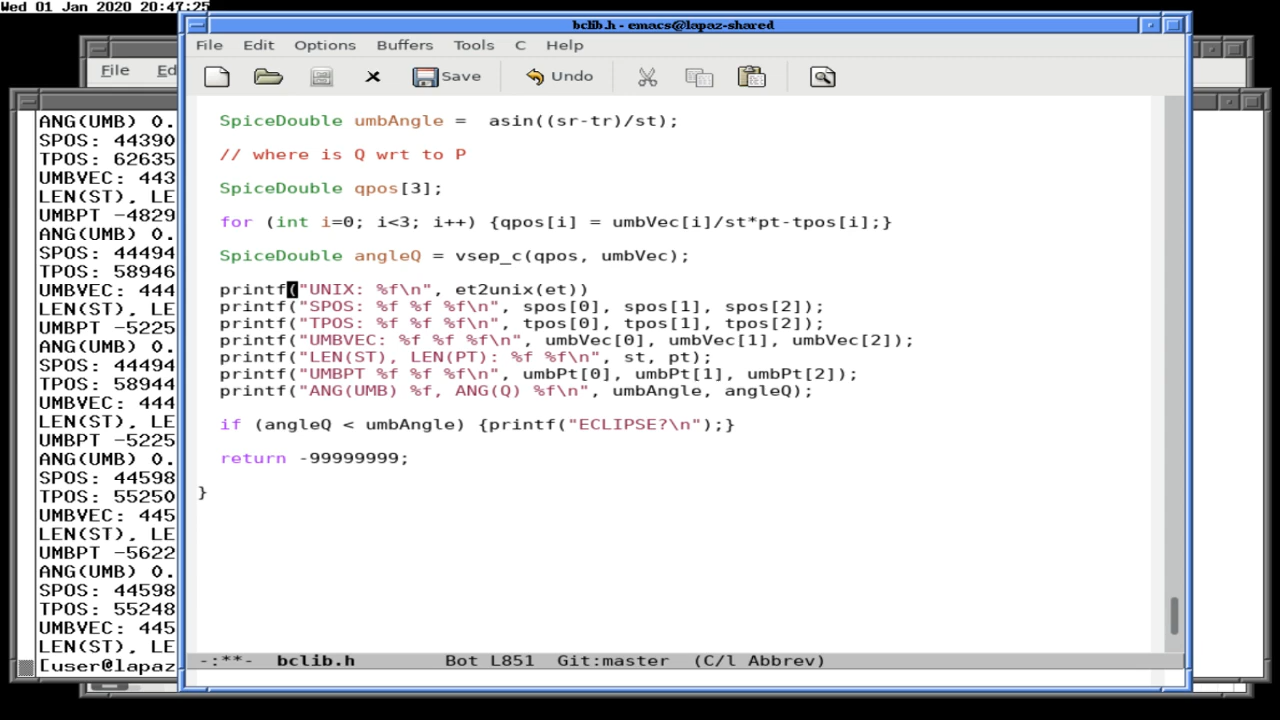 Wed 01 Jan 2020 20:47:25
bclib.h - emacs@lapaz-shared
File Edit Options Buffers Tools C Help
Save Undo
File Ed
SpiceDouble umbAngle =  asin((sr-tr)/st);
// where is Q wrt to P
SpiceDouble qpos[3];
for (int i=0; i<3; i++) {qpos[i] = umbVec[i]/st*pt-tpos[i];}
SpiceDouble angleQ = vsep_c(qpos, umbVec);
printf("UNIX: %f\n", et2unix(et))
printf("SPOS: %f %f %f\n", spos[0], spos[1], spos[2]);
printf("TPOS: %f %f %f\n", tpos[0], tpos[1], tpos[2]);
printf("UMBVEC: %f %f %f\n", umbVec[0], umbVec[1], umbVec[2]);
printf("LEN(ST), LEN(PT): %f %f\n", st, pt);
printf("UMBPT %f %f %f\n", umbPt[0], umbPt[1], umbPt[2]);
printf("ANG(UMB) %f, ANG(Q) %f\n", umbAngle, angleQ);
if (angleQ < umbAngle) {printf("ECLIPSE?\n");}
return -99999999;
}
-:**-  bclib.h Bot L851 Git:master (C/l Abbrev)
ANG(UMB) 0.
SPOS: 44390
TPOS: 62635
UMBVEC: 443
LEN(ST), LE
UMBPT -4829
ANG(UMB) 0.
SPOS: 44494
TPOS: 58946
UMBVEC: 444
LEN(ST), LE
UMBPT -5225
ANG(UMB) 0.
SPOS: 44494
TPOS: 58944
UMBVEC: 444
LEN(ST), LE
UMBPT -5225
ANG(UMB) 0.
SPOS: 44598
TPOS: 55250
UMBVEC: 445
LEN(ST), LE
UMBPT -5622
ANG(UMB) 0.
SPOS: 44598
TPOS: 55248
UMBVEC: 445
LEN(ST), LE
[user@lapaz